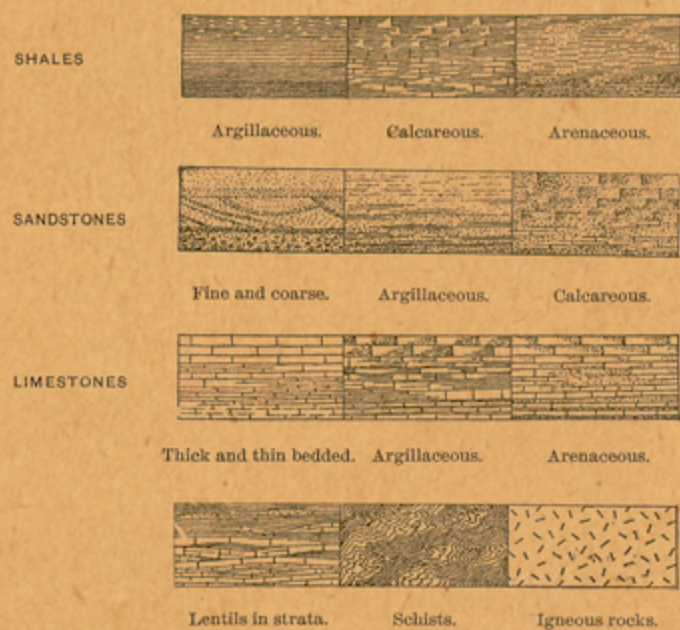 SHALES
Argillaceous. Calcareous. Arenaceous.
SANDSTONES
Fine and coarse. Argillaceous. Calcareous.
LIMESTONES
Thick and thin bedded. Argillaceous. Arenaceous.
Lentils in strata. Schists. Igneous rocks.